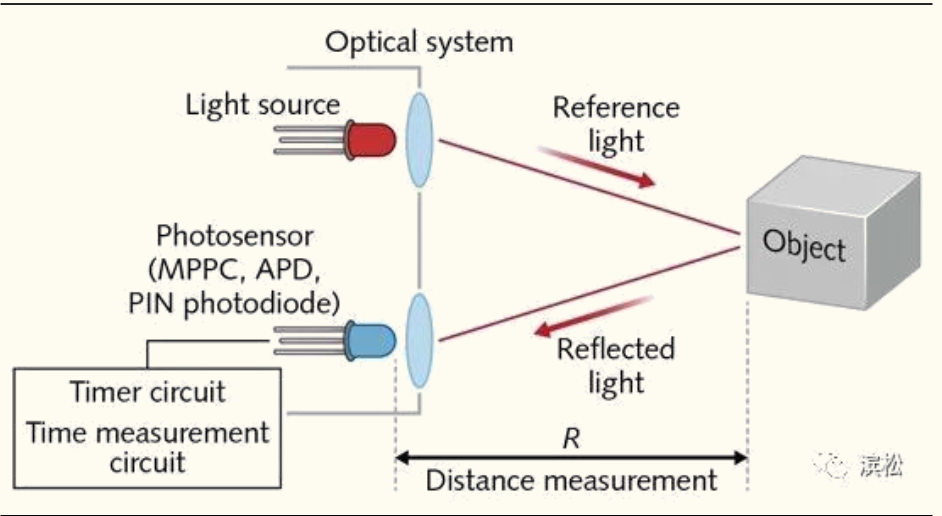 Optical system
Light source
Reference
light
Object
Photosensor
(MPPC, APD,
PIN photodiode)
Reflected
light
Timer circuit
Time measurement
circuit
R
Distance measurement
滨松